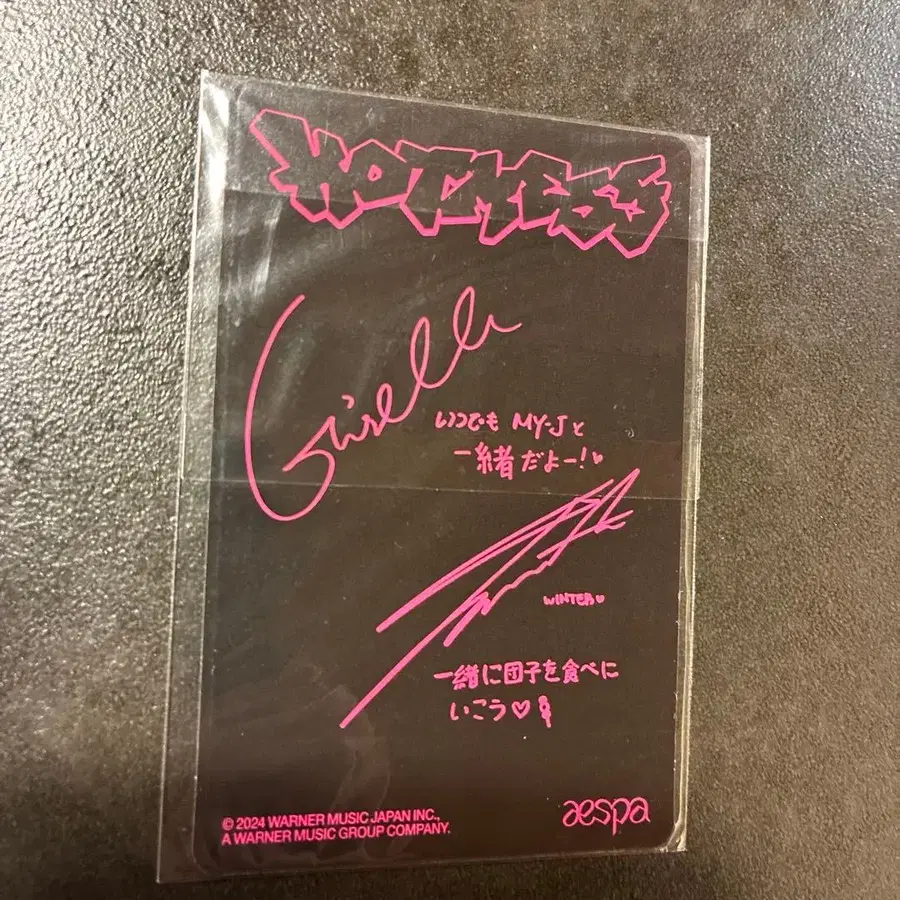 HOT MESS
Giselle
いつでも MY-Jと
一緒だよー!♡
WINTER♡
一緒に団子を食べに
いこう♡
© 2024 WARNER MUSIC JAPAN INC.,
A WARNER MUSIC GROUP COMPANY.
aespa